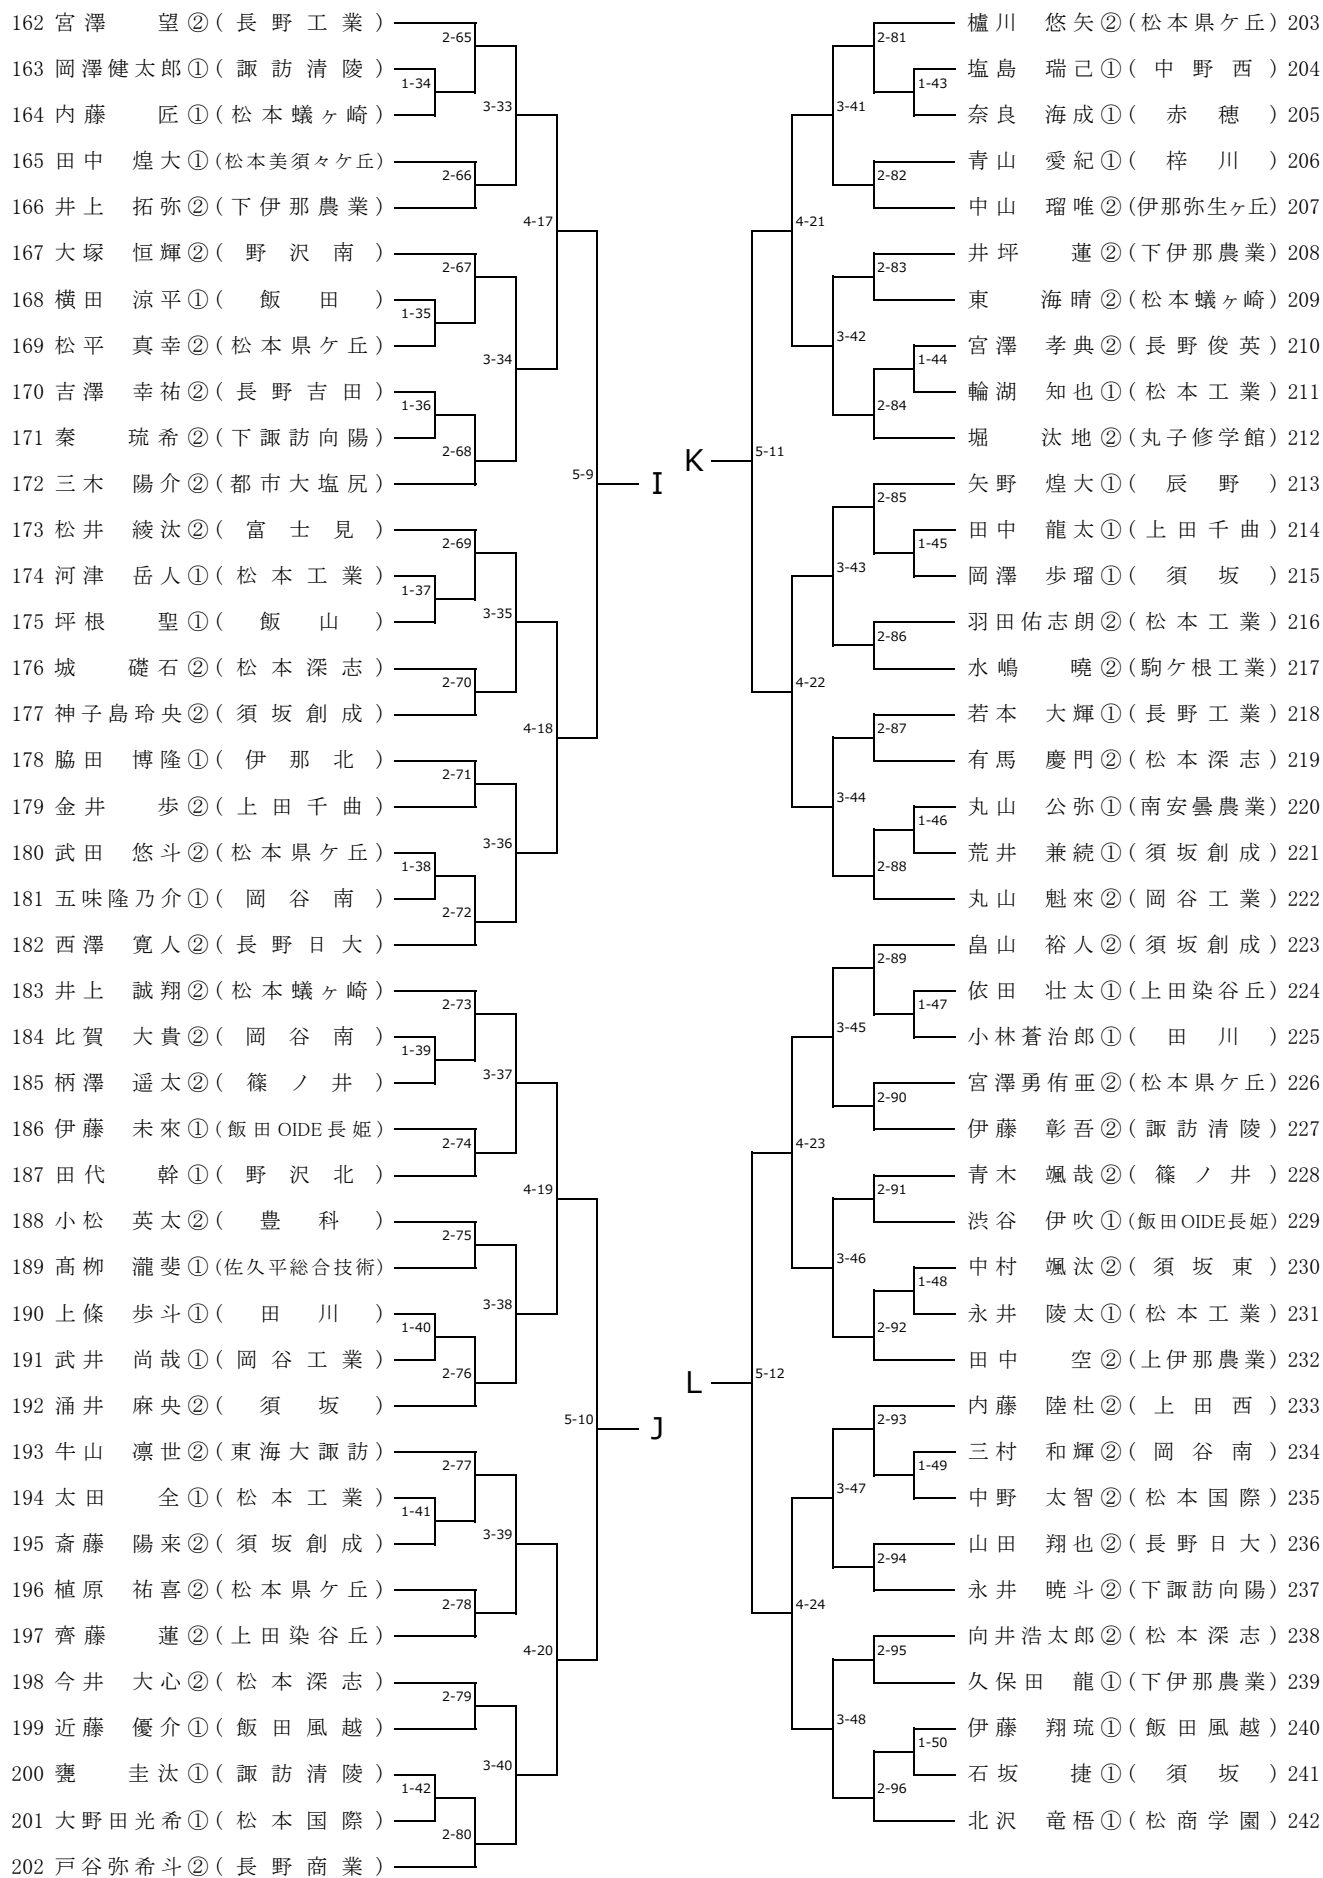 162 宮澤 望②(長野工業)
2-65
163 岡澤健太郎①(諏訪清陵)
1-34
164 内藤 匠①(松本蟻ヶ崎)
3-33
165 田中 煌大①(松本美須々ケ丘)
2-66
166 井上 拓弥②(下伊那農業)
4-17
167 大塚 恒輝②(野沢南)
2-67
168 横田 涼平①(飯田)
1-35
169 松平 真幸②(松本県ケ丘)
3-34
170 吉澤 幸祐②(長野吉田)
1-36
171 秦 琉希②(下諏訪向陽)
2-68
172 三木 陽介②(都市大塩尻)
5-9
I
173 松井 綾汰②(富士見)
2-69
174 河津 岳人①(松本工業)
1-37
175 坪根 聖①(飯山)
3-35
176 城 礎石②(松本深志)
2-70
177 神子島玲央②(須坂創成)
4-18
178 脇田 博隆①(伊那北)
2-71
179 金井 歩②(上田千曲)
3-36
180 武田 悠斗②(松本県ケ丘)
1-38
181 五味隆乃介①(岡谷南)
2-72
182 西澤 寛人②(長野日大)
183 井上 誠翔②(松本蟻ヶ崎)
2-73
184 比賀 大貴②(岡谷南)
1-39
185 柄澤 遥太②(篠ノ井)
3-37
186 伊藤 未來①(飯田OIDE長姫)
2-74
187 田代 幹①(野沢北)
4-19
188 小松 英太②(豊科)
2-75
189 髙栁 瀧斐①(佐久平総合技術)
3-38
190 上條 歩斗①(田川)
1-40
191 武井 尚哉①(岡谷工業)
2-76
192 涌井 麻央②(須坂)
5-10
J
193 牛山 凛世②(東海大諏訪)
2-77
194 太田 全①(松本工業)
1-41
195 斎藤 陽来②(須坂創成)
3-39
196 植原 祐喜②(松本県ケ丘)
2-78
197 齊藤 蓮②(上田染谷丘)
4-20
198 今井 大心②(松本深志)
2-79
199 近藤 優介①(飯田風越)
3-40
200 甕 圭汰①(諏訪清陵)
1-42
201 大野田光希①(松本国際)
2-80
202 戸谷弥希斗②(長野商業)
櫨川 悠矢②(松本県ケ丘)203
2-81
塩島 瑞己①(中野西)204
1-43
奈良 海成①(赤穂)205
3-41
青山 愛紀①(梓川)206
2-82
中山 瑠唯②(伊那弥生ヶ丘)207
4-21
井坪 蓮②(下伊那農業)208
2-83
東 海晴②(松本蟻ヶ崎)209
3-42
宮澤 孝典②(長野俊英)210
1-44
輪湖 知也①(松本工業)211
2-84
堀 汰地②(丸子修学館)212
K
5-11
矢野 煌大①(辰野)213
2-85
田中 龍太①(上田千曲)214
1-45
岡澤 歩瑠①(須坂)215
3-43
羽田佑志朗②(松本工業)216
2-86
水嶋 曉②(駒ケ根工業)217
4-22
若本 大輝①(長野工業)218
2-87
有馬 慶門②(松本深志)219
3-44
丸山 公弥①(南安曇農業)220
1-46
荒井 兼続①(須坂創成)221
2-88
丸山 魁來②(岡谷工業)222
畠山 裕人②(須坂創成)223
2-89
依田 壮太①(上田染谷丘)224
1-47
小林蒼治郎①(田川)225
3-45
宮澤勇侑亜②(松本県ケ丘)226
2-90
伊藤 彰吾②(諏訪清陵)227
4-23
青木 颯哉②(篠ノ井)228
2-91
渋谷 伊吹①(飯田OIDE長姫)229
3-46
中村 颯汰②(須坂東)230
1-48
永井 陵太①(松本工業)231
2-92
田中 空②(上伊那農業)232
L
5-12
内藤 陸杜②(上田西)233
2-93
三村 和輝②(岡谷南)234
1-49
中野 太智②(松本国際)235
3-47
山田 翔也②(長野日大)236
2-94
永井 暁斗②(下諏訪向陽)237
4-24
向井浩太郎②(松本深志)238
2-95
久保田 龍①(下伊那農業)239
3-48
伊藤 翔琉①(飯田風越)240
1-50
石坂 捷①(須坂)241
2-96
北沢 竜梧①(松商学園)242